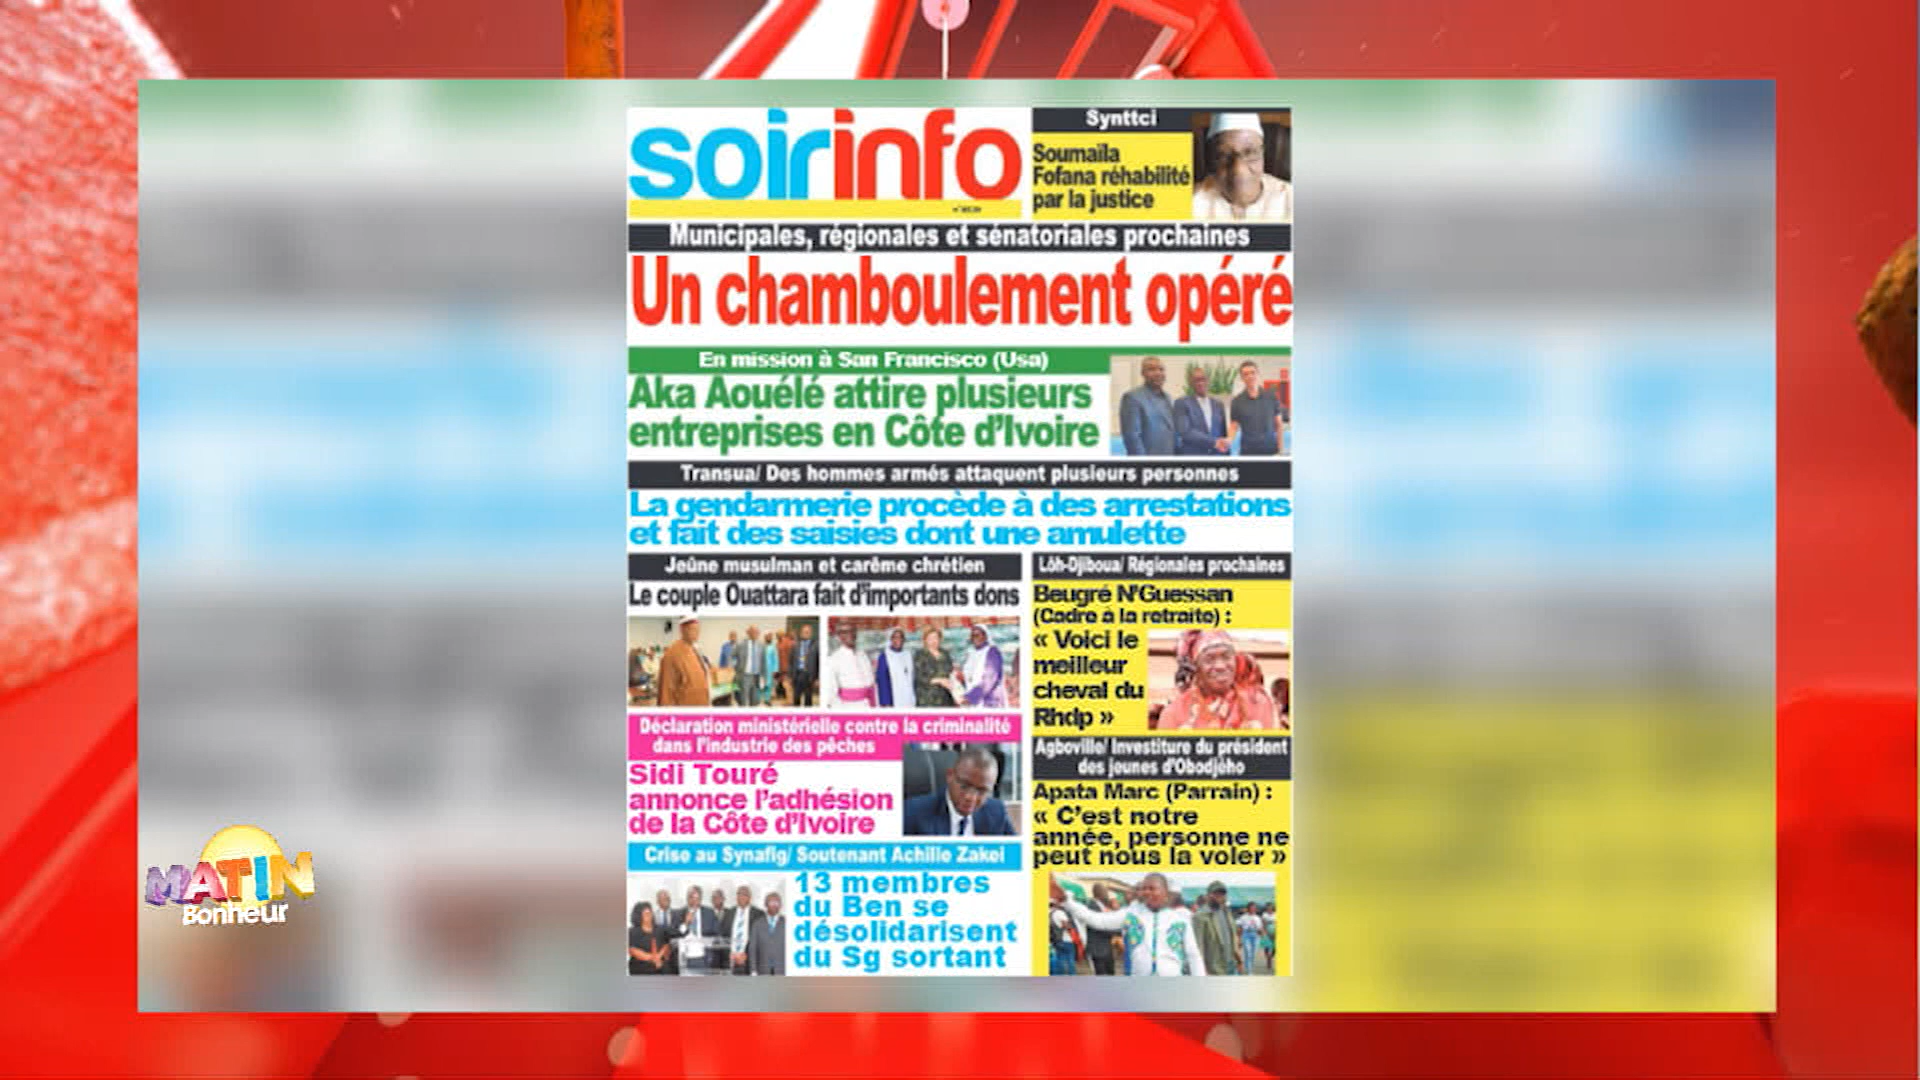 soirinfo
Synttci
Soumaïla
Fofana réhabilité
par la justice
Municipales, régionales et sénatoriales prochaines
Un chamboulement opéré
En mission à San Francisco (Usa)
Aka Aouélé attire plusieurs
entreprises en Côte d'Ivoire
Transua/ Des hommes armés attaquent plusieurs personnes
La gendarmerie procède à des arrestations
et fait des saisies dont une amulette
Jeûne musulman et carême chrétien
Le couple Ouattara fait d'importants dons
Déclaration ministérielle contre la criminalité
dans l'industrie des pêches
Sidi Touré
annonce l'adhésion
de la Côte d'Ivoire
Crise au Synafig/ Soutenant Achille Zakei
13 membres
du Ben se
désolidarisent
du Sg sortant
Lôh-Djiboua/ Régionales prochaines
Beugré N'Guessan
(Cadre à la retraite) :
« Voici le
meilleur
cheval du
Rhdp »
Agboville/ Investiture du président
des jeunes d'Obodjého
Apata Marc (Parrain) :
« C'est notre
année, personne ne
peut nous la voler »
MATIN
Bonheur